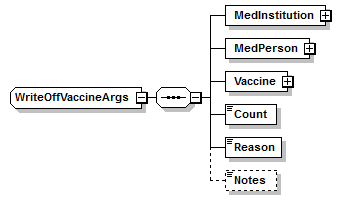 MedInstitution
MedPerson
WriteOffVaccineArgs
Vaccine
Count
Reason
Notes